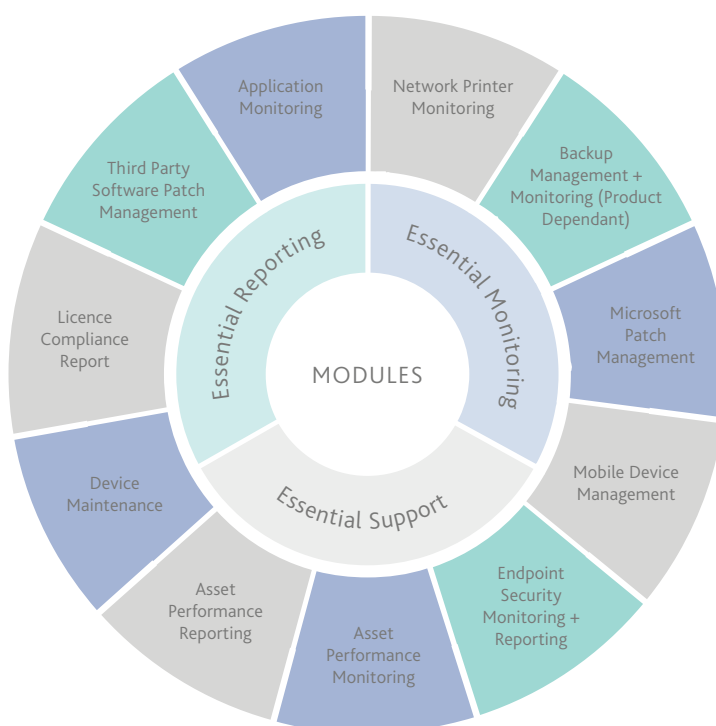 Application
Monitoring
Network Printer
Monitoring
Backup
Management +
Monitoring (Product
Dependant)
Microsoft
Patch
Management
Mobile Device
Management
Endpoint
Security
Monitoring +
Reporting
Asset
Performance
Monitoring
Asset
Performance
Reporting
Device
Maintenance
Licence
Compliance
Report
Third Party
Software Patch
Management
Essential Reporting
Essential Monitoring
Essential Support
MODULES